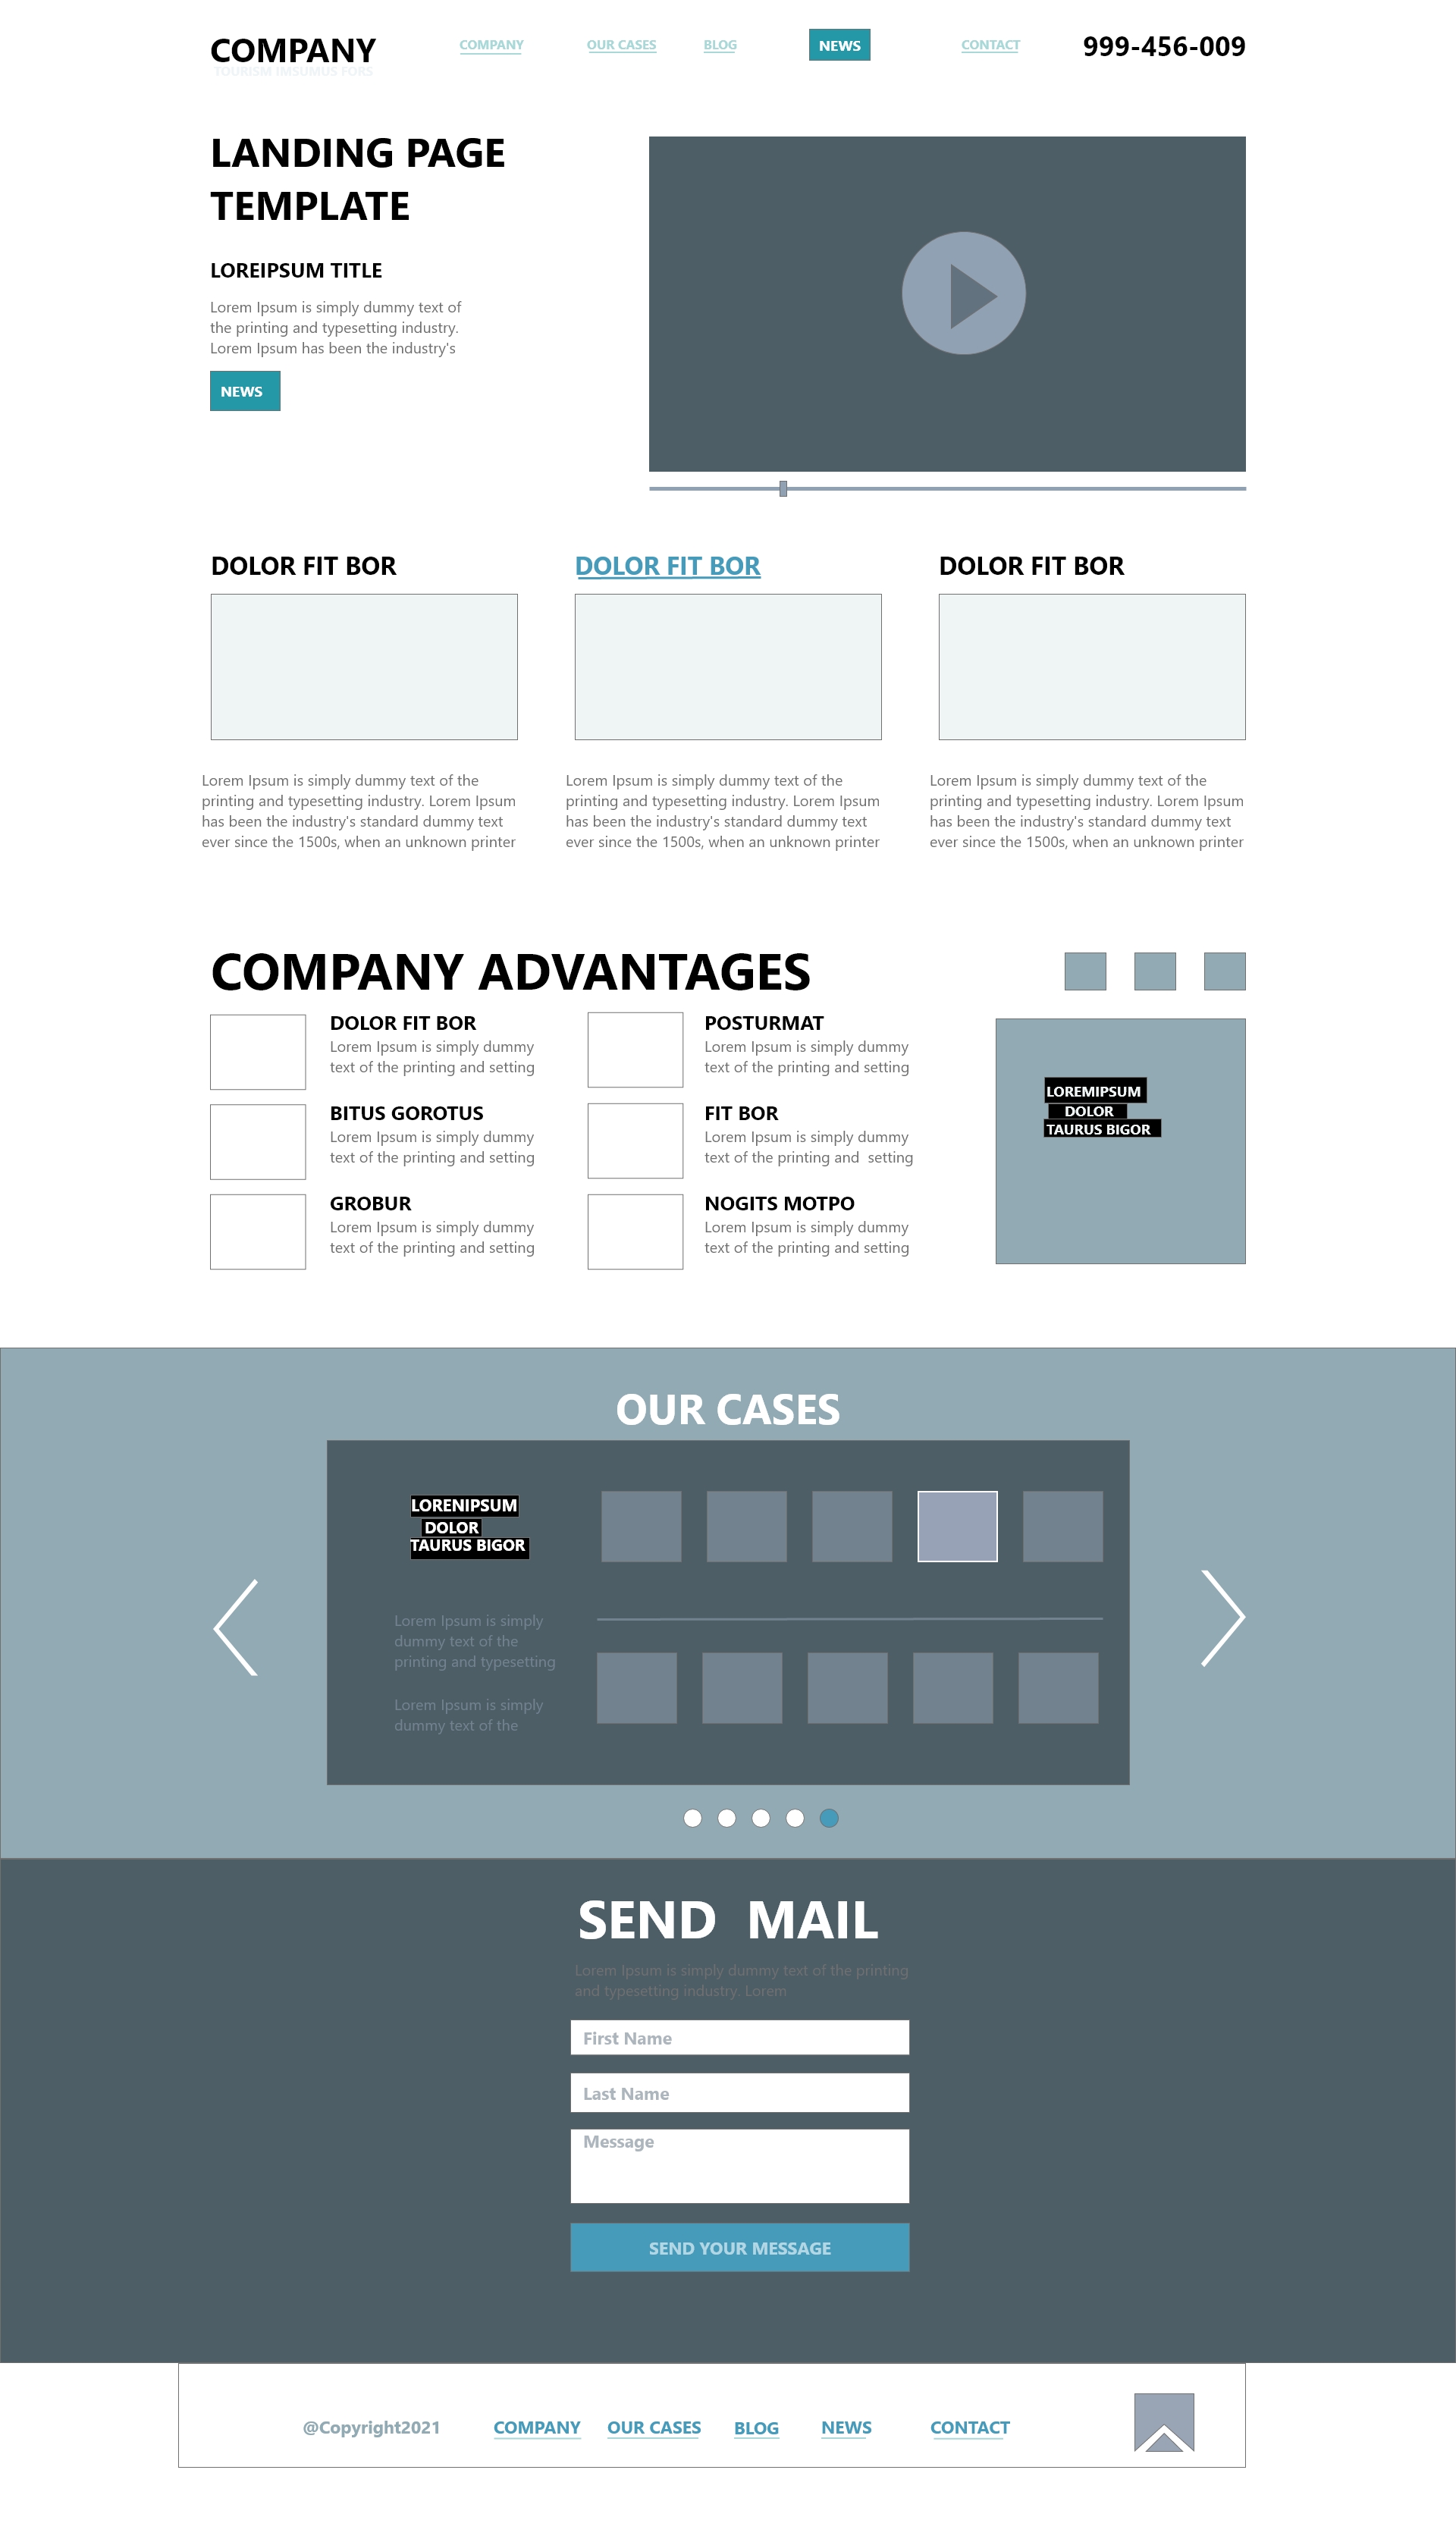 COMPANY
TOURISM IMSUMUS FORS
COMPANY
OUR CASES
BLOG
NEWS
CONTACT
999-456-009
LANDING PAGE
TEMPLATE
LOREIPSUM TITLE
Lorem Ipsum is simply dummy text of
the printing and typesetting industry.
Lorem Ipsum has been the industry's
NEWS
DOLOR FIT BOR
Lorem Ipsum is simply dummy text of the
printing and typesetting industry. Lorem Ipsum
has been the industry's standard dummy text
ever since the 1500s, when an unknown printer
DOLOR FIT BOR
Lorem Ipsum is simply dummy text of the
printing and typesetting industry. Lorem Ipsum
has been the industry's standard dummy text
ever since the 1500s, when an unknown printer
DOLOR FIT BOR
Lorem Ipsum is simply dummy text of the
printing and typesetting industry. Lorem Ipsum
has been the industry's standard dummy text
ever since the 1500s, when an unknown printer
COMPANY ADVANTAGES
DOLOR FIT BOR
Lorem Ipsum is simply dummy
text of the printing and setting
BITUS GOROTUS
Lorem Ipsum is simply dummy
text of the printing and setting
GROBUR
Lorem Ipsum is simply dummy
text of the printing and setting
POSTURMAT
Lorem Ipsum is simply dummy
text of the printing and setting
FIT BOR
Lorem Ipsum is simply dummy
text of the printing and  setting
NOGITS MOTPO
Lorem Ipsum is simply dummy
text of the printing and setting
LOREMIPSUM
DOLOR
TAURUS BIGOR
OUR CASES
LORENIPSUM
DOLOR
TAURUS BIGOR
Lorem Ipsum is simply
dummy text of the
printing and typesetting
Lorem Ipsum is simply
dummy text of the
SEND  MAIL
Lorem Ipsum is simply dummy text of the printing
and typesetting industry. Lorem
First Name
Last Name
Message
SEND YOUR MESSAGE
@Copyright2021
COMPANY
OUR CASES
BLOG
NEWS
CONTACT